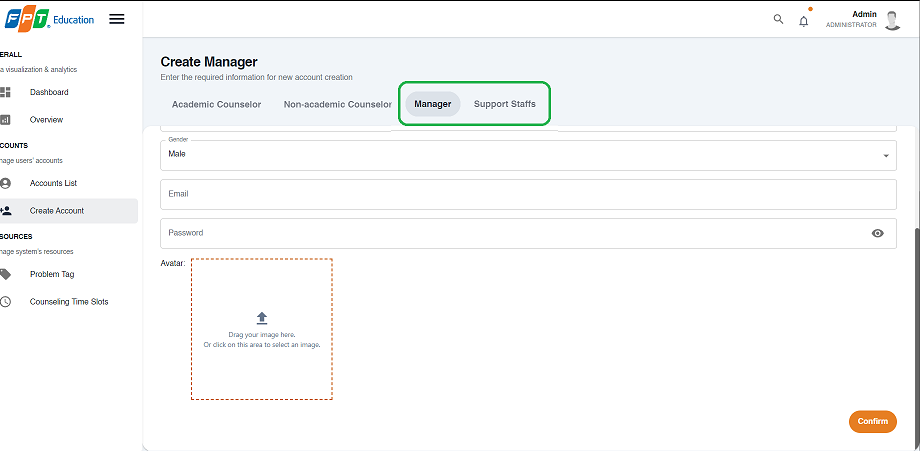 FPT Education
Admin
ADMINISTRATOR
ERALL
a visualization & analytics
Dashboard
Overview
COUNTS
nage users' accounts
Accounts List
Create Account
SOURCES
nage system's resources
Problem Tag
Counseling Time Slots
Create Manager
Enter the required information for new account creation
Academic Counselor Non-academic Counselor Manager Support Staffs
Gender
Male
Email
Password
Avatar:
Drag your image here.
Or click on this area to select an image.
Confirm